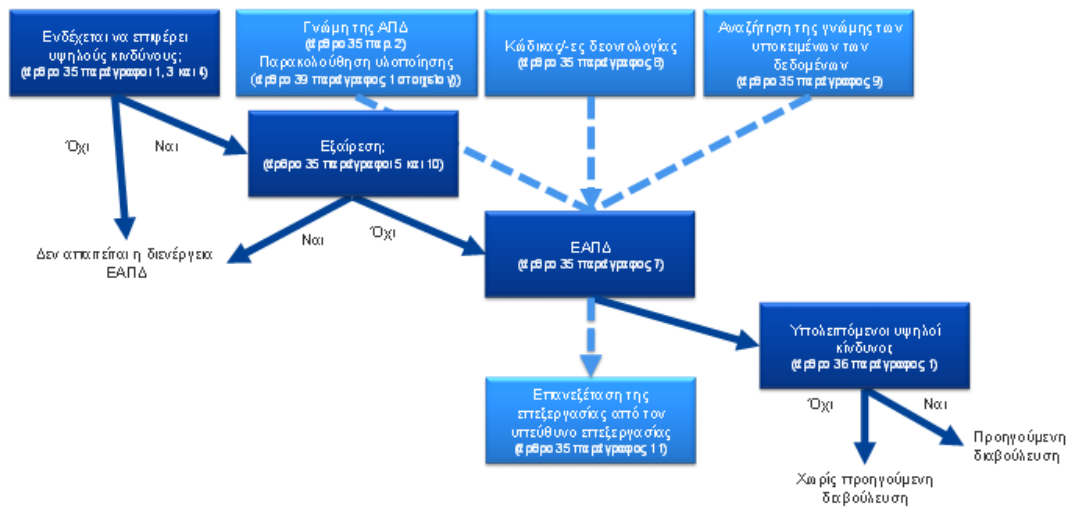 Ενδέχεται να επιφέρει
υψηλούς κινδύνους;
(άρθρο 35 παράγραφοι 1, 3 και 4)
Γνώμη της ΑΠΔ
(άρθρο 35 παρ. 2)
Παρακολούθηση υλοποίησης
(άρθρο 39 παράγραφος 1 στοιχείο γ))
Κώδικας/-ες δεοντολογίας
(άρθρο 35 παράγραφος 8)
Αναζήτηση της γνώμης των
υποκειμένων των
δεδομένων
(άρθρο 35 παράγραφος 9)
Όχι
Ναι
Εξαίρεση;
(άρθρο 35 παράγραφοι 5 και 10)
Ναι
Όχι
Δεν απαιτείται η διενέργεια
ΕΑΠΔ
ΕΑΠΔ
(άρθρο 35 παράγραφος 7)
Υπολειπόμενοι υψηλοί
κίνδυνοι;
(άρθρο 36 παράγραφος 1)
Επανεξέταση της
επεξεργασίας από τον
υπεύθυνο επεξεργασίας
(άρθρο 35 παράγραφος 11)
Όχι
Ναι
Προηγούμενη
διαβούλευση
Χωρίς προηγούμενη
διαβούλευση